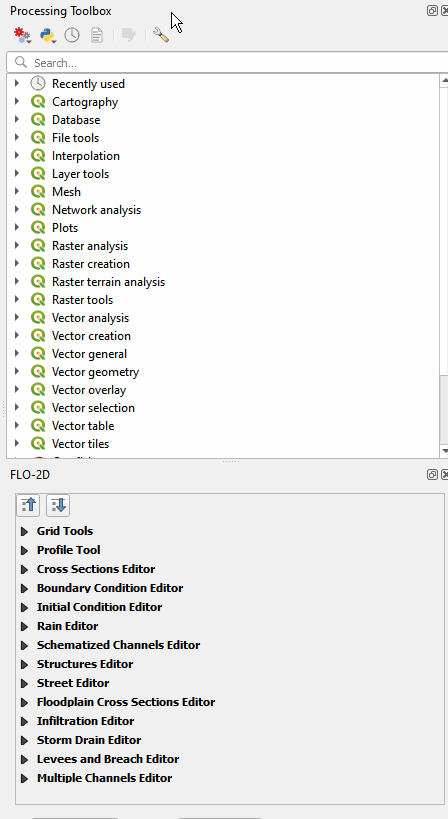 Processing Toolbox
Search...
Recently used
Cartography
Database
File tools
Interpolation
Layer tools
Mesh
Network analysis
Plots
Raster analysis
Raster creation
Raster terrain analysis
Raster tools
Vector analysis
Vector creation
Vector general
Vector geometry
Vector overlay
Vector selection
Vector table
Vector tiles
FLO-2D
Grid Tools
Profile Tool
Cross Sections Editor
Boundary Condition Editor
Initial Condition Editor
Rain Editor
Schematized Channels Editor
Structures Editor
Street Editor
Floodplain Cross Sections Editor
Infiltration Editor
Storm Drain Editor
Levees and Breach Editor
Multiple Channels Editor